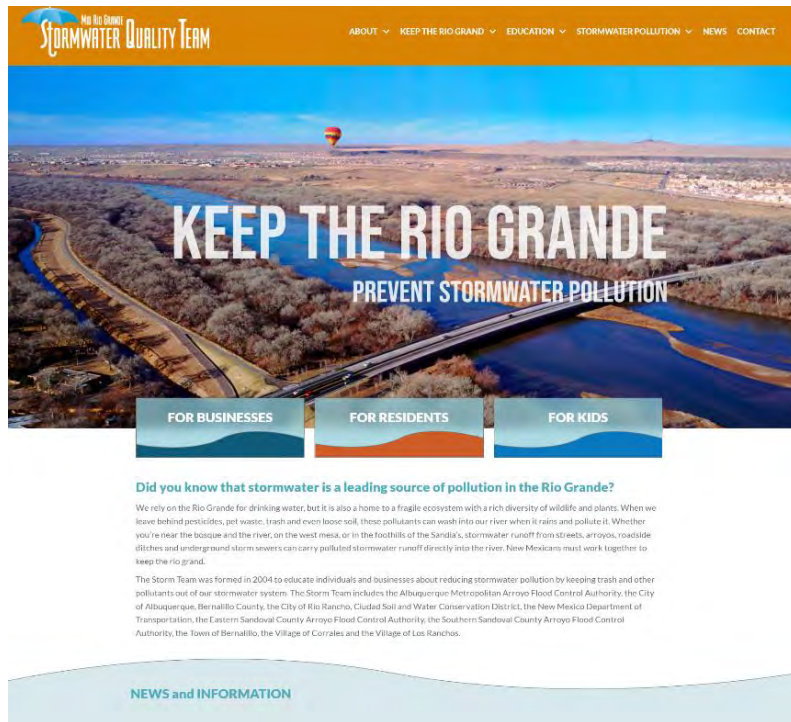 MID RIO GRANDE
STORMWATER QUALITY TEAM
ABOUT
KEEP THE RIO GRAND
EDUCATION
STORMWATER POLLUTION
NEWS
CONTACT
KEEP THE RIO GRANDE
PREVENT STORMWATER POLLUTION
FOR BUSINESSES
FOR RESIDENTS
FOR KIDS
Did you know that stormwater is a leading source of pollution in the Rio Grande?
We rely on the Rio Grande for drinking water, but it is also a home to a fragile ecosystem with a rich diversity of wildlife and plants. When we
leave behind pesticides, pet waste, trash and even loose soil, these pollutants can wash into our river when it rains and pollute it. Whether
you're near the bosque and the river, on the west mesa, or in the foothills of the Sandia's, stormwater runoff from streets, arroyos, roadside
ditches and underground storm sewers can carry polluted stormwater runoff directly into the river. New Mexicans must work together to
keep the rio grand.
The Storm Team was formed in 2004 to educate individuals and businesses about reducing stormwater pollution by keeping trash and other
pollutants out of our stormwater system. The Storm Team includes the Albuquerque Metropolitan Arroyo Flood Control Authority, the City
of Albuquerque, Bernalillo County, the City of Rio Rancho, Ciudad Soil and Water Conservation District, the New Mexico Department of
Transportation, the Eastern Sandoval County Arroyo Flood Control Authority, the Southern Sandoval County Arroyo Flood Control
Authority, the Town of Bernalillo, the Village of Corrales and the Village of Los Ranchos.
NEWS and INFORMATION